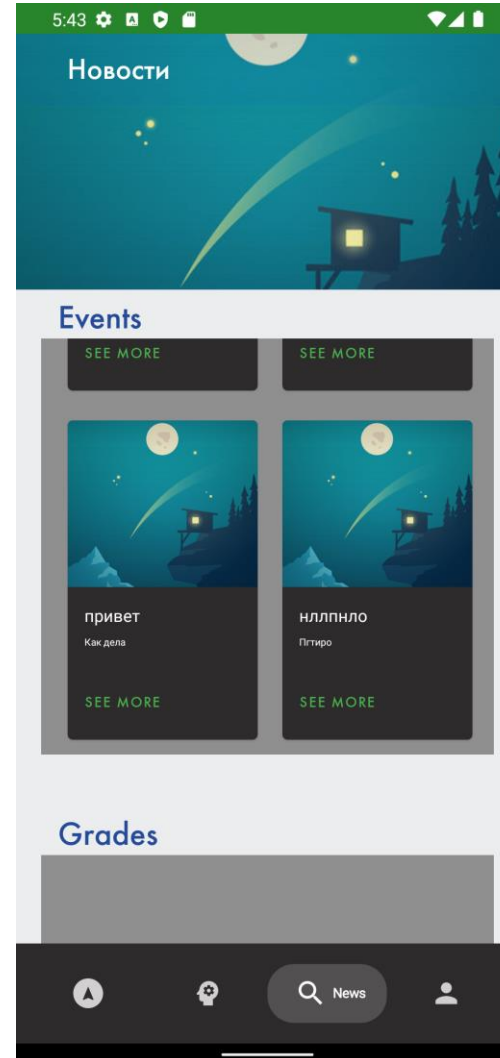 5:43
Новости
Events
SEE MORE SEE MORE
привет нллпнло
Как дела Пгтиро
SEE MORE SEE MORE
Grades
News